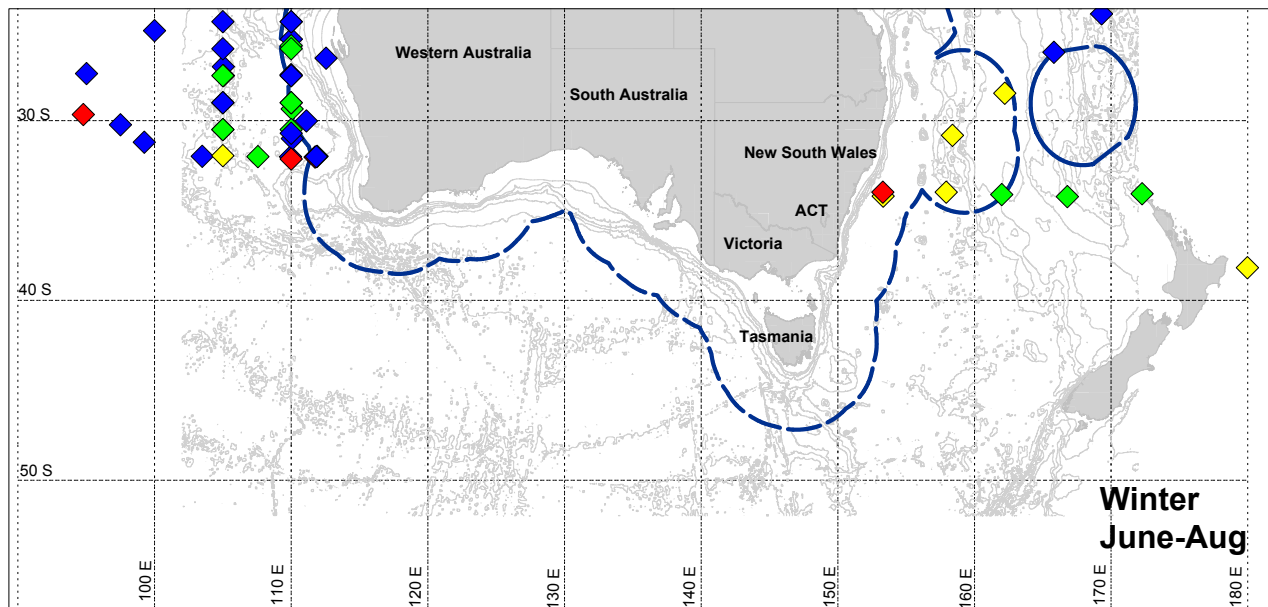 Western Australia
South Australia
30 S
New South Wales
ACT
Victoria
40 S
Tasmania
50 S
Winter
June-Aug
100 E
110 E
120 E
130 E
140 E
150 E
160 E
170 E
180 E